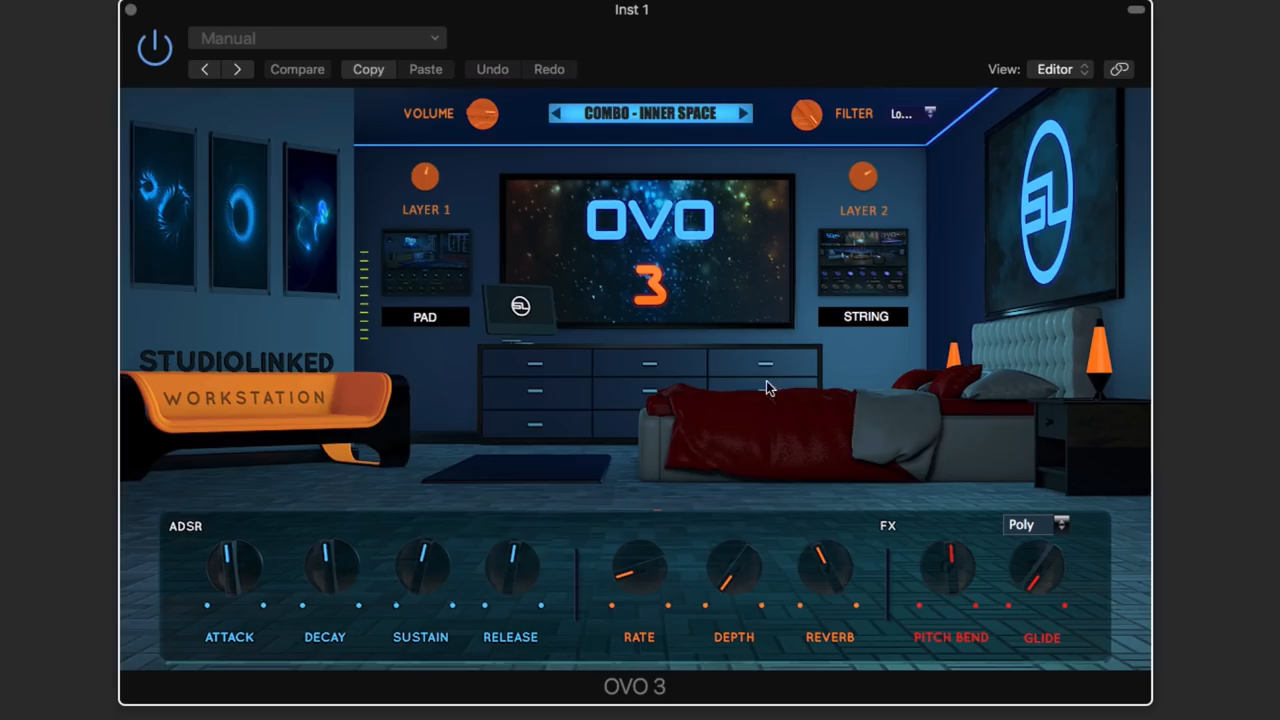 Inst 1
Manual
Compare Copy Paste Undo Redo View: Editor
VOLUME COMBO - INNER SPACE FILTER Lo...
LAYER 1 LAYER 2
OVO
3
SL
SL
PAD STRING
STUDIOLINKED
WORKSTATION
ADSR FX Poly
ATTACK DECAY SUSTAIN RELEASE RATE DEPTH REVERB PITCH BEND GLIDE
OVO 3